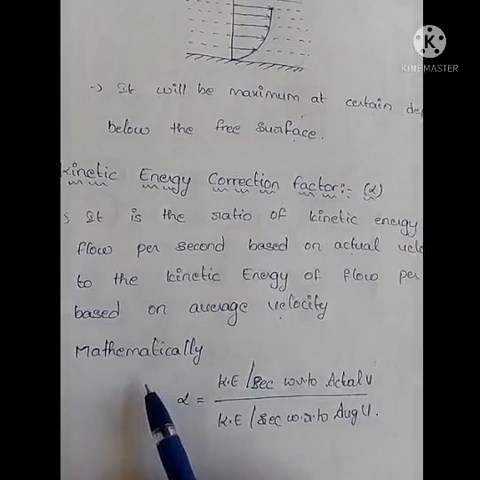 K
KINEMASTER
-> It will be maximum at certain
below the free surface.
Kinetic Energy Correction Factor:- (α)
It is the ratio of kinetic energy
flow per second based on actual
to the kinetic Energy of flow per
based on average velocity
Mathematically
α = K.E/sec w.r.to Actal V
K.E/sec w.r.to Avg V.